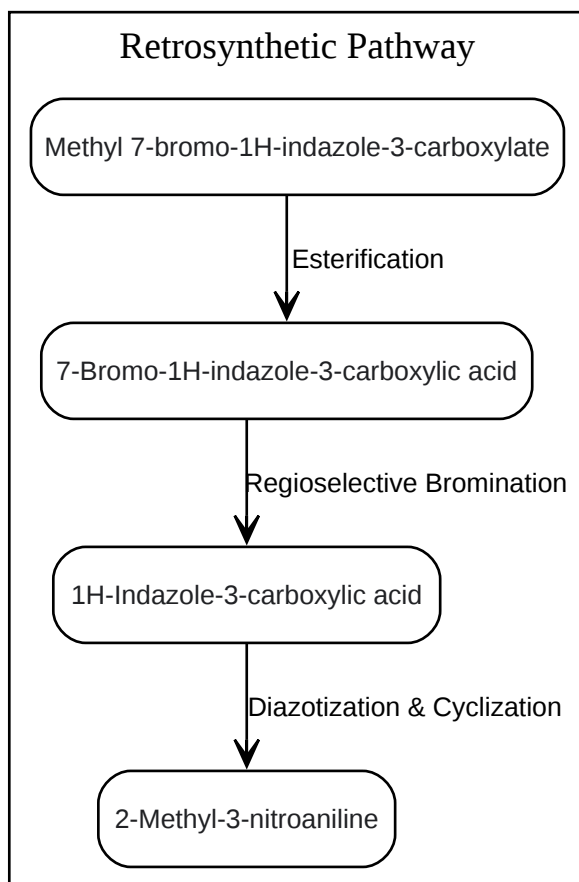 Retrosynthetic Pathway
Methyl 7-bromo-1H-indazole-3-carboxylate
Esterification
7-Bromo-1H-indazole-3-carboxylic acid
Regioselective Bromination
1H-Indazole-3-carboxylic acid
Diazotization & Cyclization
2-Methyl-3-nitroaniline